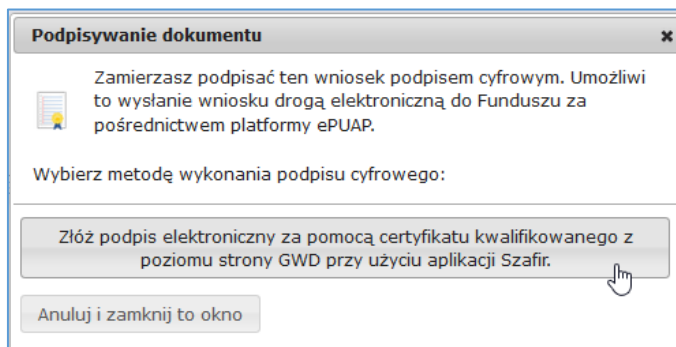 Podpisywanie dokumentu
Zamierzasz podpisać ten wniosek podpisem cyfrowym. Umożliwi
to wysłanie wniosku drogą elektroniczną do Funduszu za
pośrednictwem platformy ePUAP.
Wybierz metodę wykonania podpisu cyfrowego:
Złóż podpis elektroniczny za pomocą certyfikatu kwalifikowanego z
poziomu strony GWD przy użyciu aplikacji Szafir.
Anuluj i zamknij to okno